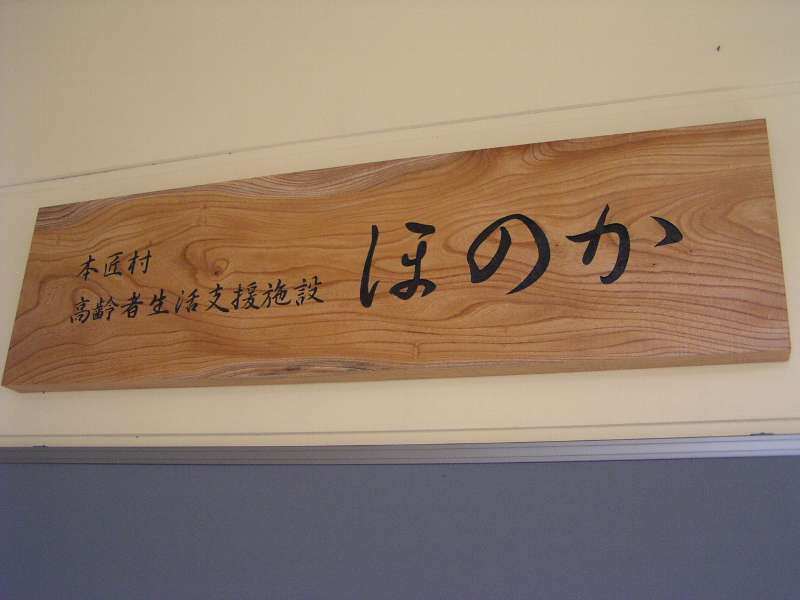 本匠村
高齢者生活支援施設
ほのか